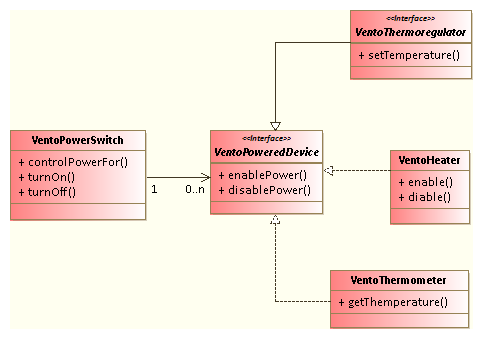 <<interface>>
VentoThermoregulator
+ setTemperature()
VentoPowerSwitch
+ controlPowerFor()
+ turnOn()
+ turnOff()
1
0..n
<<interface>>
VentoPoweredDevice
+ enablePower()
+ disablePower()
VentoHeater
+ enable()
+ diable()
VentoThermometer
+ getThemperature()